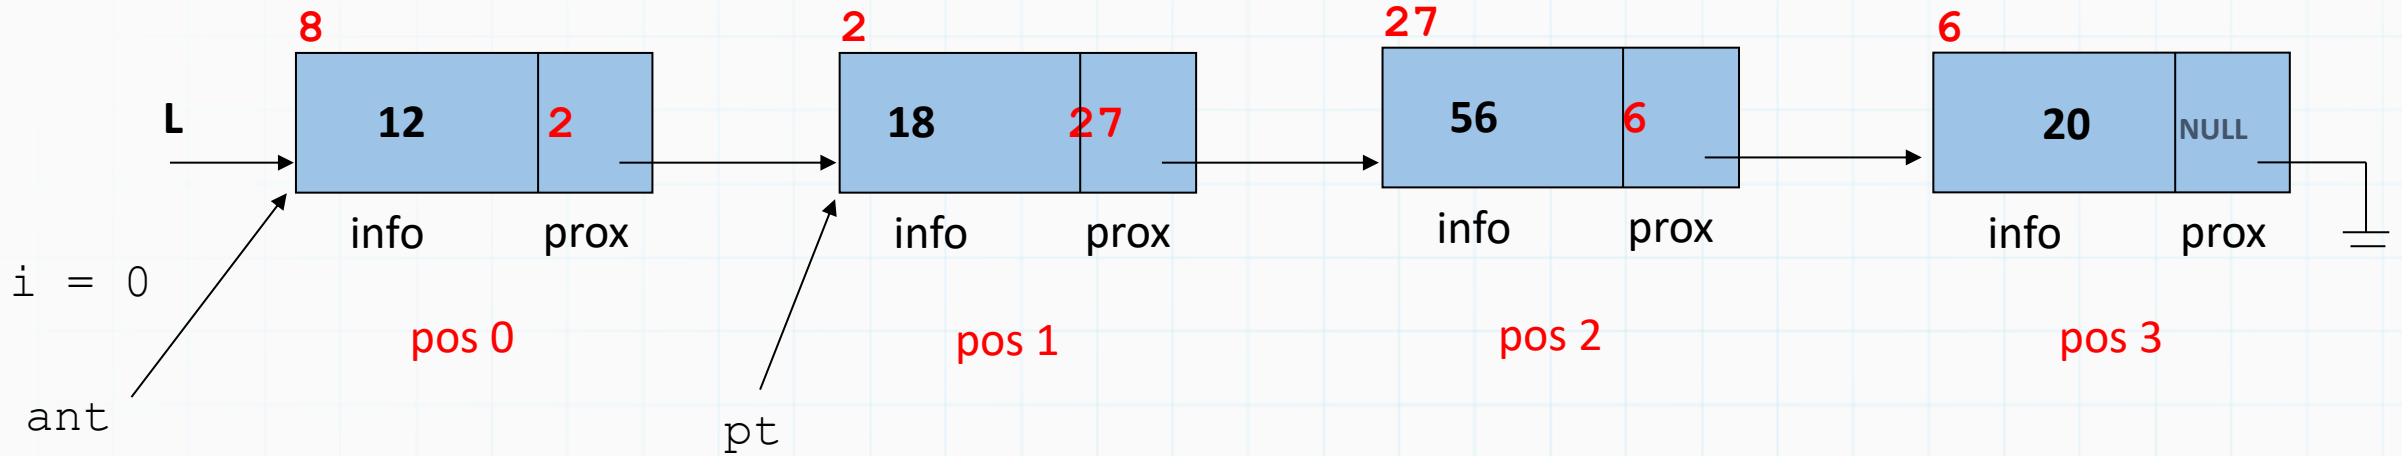 8 2 27 6
L 12 2 18 27 56 6 20 NULL
info prox info prox info prox info prox
i = 0
pos 0 pos 1 pos 2 pos 3
ant pt